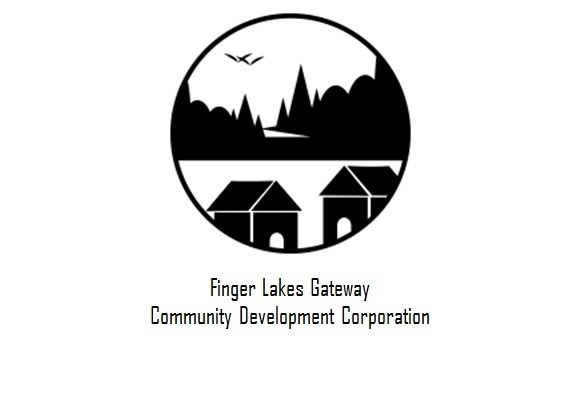 Finger Lakes Gateway
Community Development Corporation